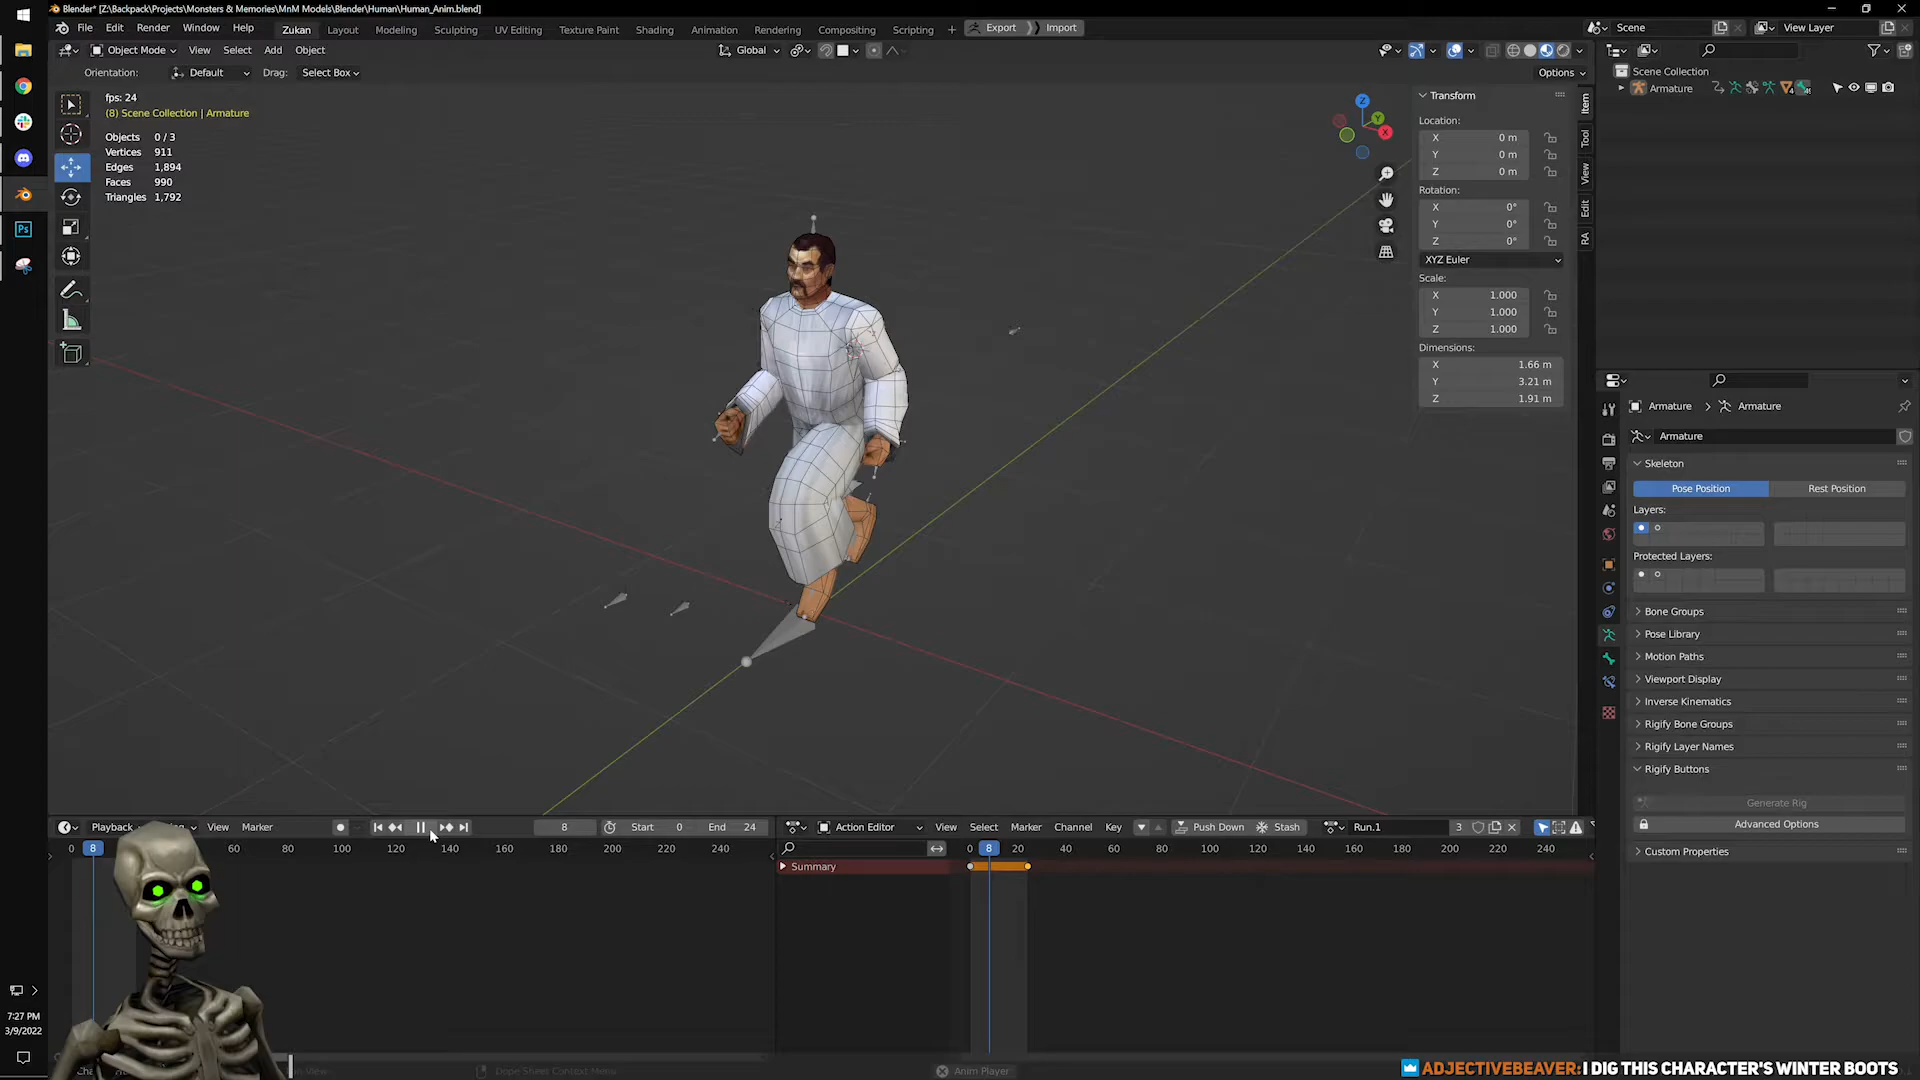 Blender* [Z:\Backpack\Projects\Monsters & Memories\MnM Models\Blender\Human\Human_Anim.blend]
File Edit Render Window Help Zukan Layout Modeling Sculpting UV Editing Texture Paint Shading Animation Rendering Compositing Scripting + Export Import Scene View Layer
Object Mode View Select Add Object Global
Orientation: Default Drag: Select Box Options
fps: 24
(8) Scene Collection | Armature
Objects 0 / 3
Vertices 911
Edges 1,894
Faces 990
Triangles 1,792
Z
Y
X
Transform
Location:
X 0 m
Y 0 m
Z 0 m
Rotation:
X 0°
Y 0°
Z 0°
XYZ Euler
Scale:
X 1.000
Y 1.000
Z 1.000
Dimensions:
X 1.66 m
Y 3.21 m
Z 1.91 m
Item
Tool
View
Edit
RA
Scene Collection
Armature
Armature Armature
Armature
Skeleton
Pose Position Rest Position
Layers:
Protected Layers:
Bone Groups
Pose Library
Motion Paths
Viewport Display
Inverse Kinematics
Rigify Bone Groups
Rigify Layer Names
Rigify Buttons
Generate Rig
Advanced Options
Custom Properties
Ps
Playback View Marker 8 Start 0 End 24
0 8 60 80 100 120 140 160 180 200 220 240
Action Editor View Select Marker Channel Key Push Down Stash Run.1 3
0 8 20 40 60 80 100 120 140 160 180 200 220 240
Summary
7:27 PM
3/9/2022
Dope Sheet Context Menu
Anim Player
ADJECTIVEBEAVER: I DIG THIS CHARACTER'S WINTER BOOTS